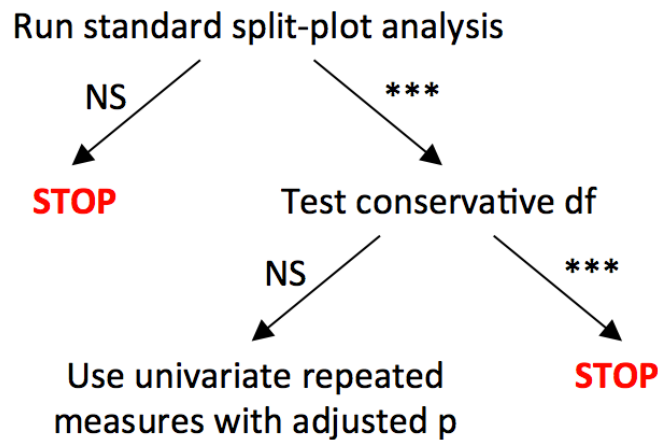 Run standard split-plot analysis
NS
***
STOP
Test conservative df
NS
***
Use univariate repeated
measures with adjusted p
STOP